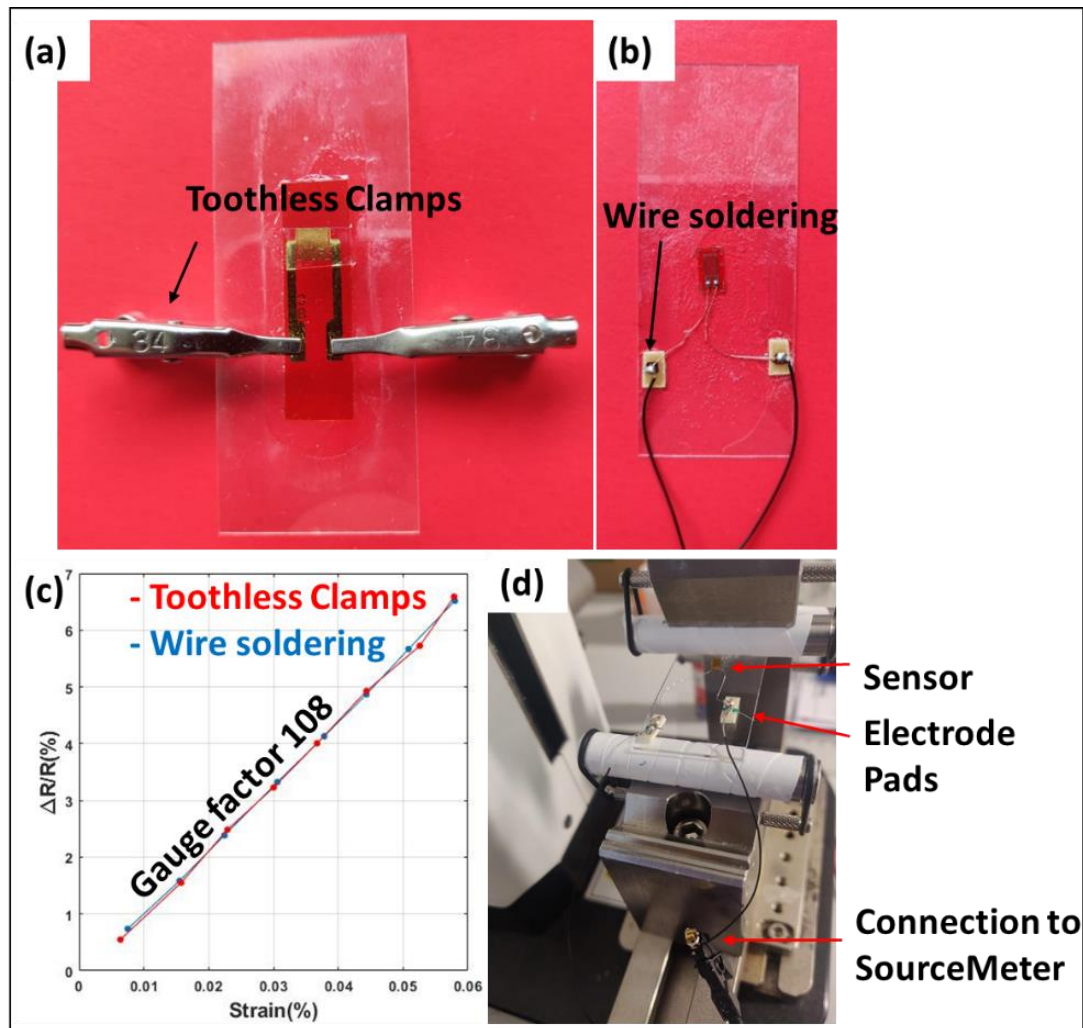 (a)
Toothless Clamps
34
34
(b)
Wire soldering
(c)
- Toothless Clamps
- Wire soldering
Gauge factor 108
ΔR/R(%)
7
6
5
4
3
2
1
0
0
0.01
0.02
0.03
0.04
0.05
0.06
Strain(%)
(d)
Sensor
Electrode
Pads
Connection to
SourceMeter